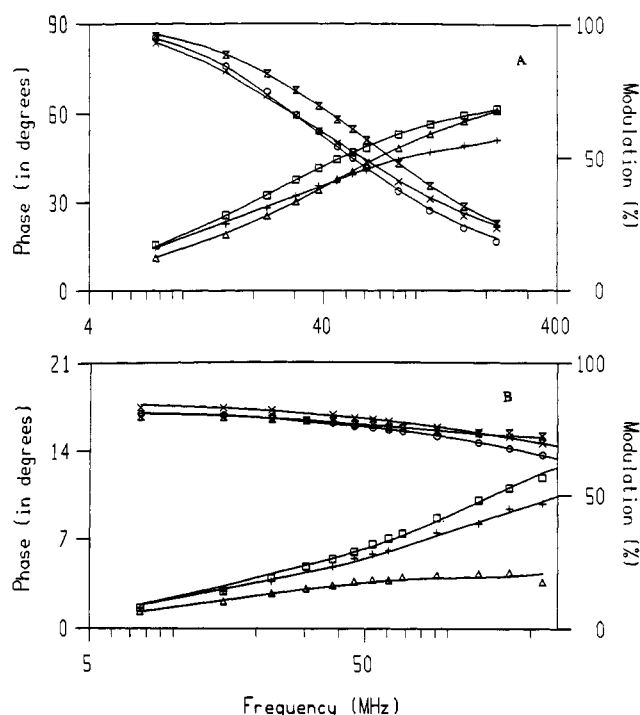 90
100
A
60
50
30
0
0
Phase (in degrees)
Modulation (%)
4
40
400
21
100
B
14
50
7
0
0
Phase (in degrees)
Modulation (%)
5
50
Frequency (MHz)